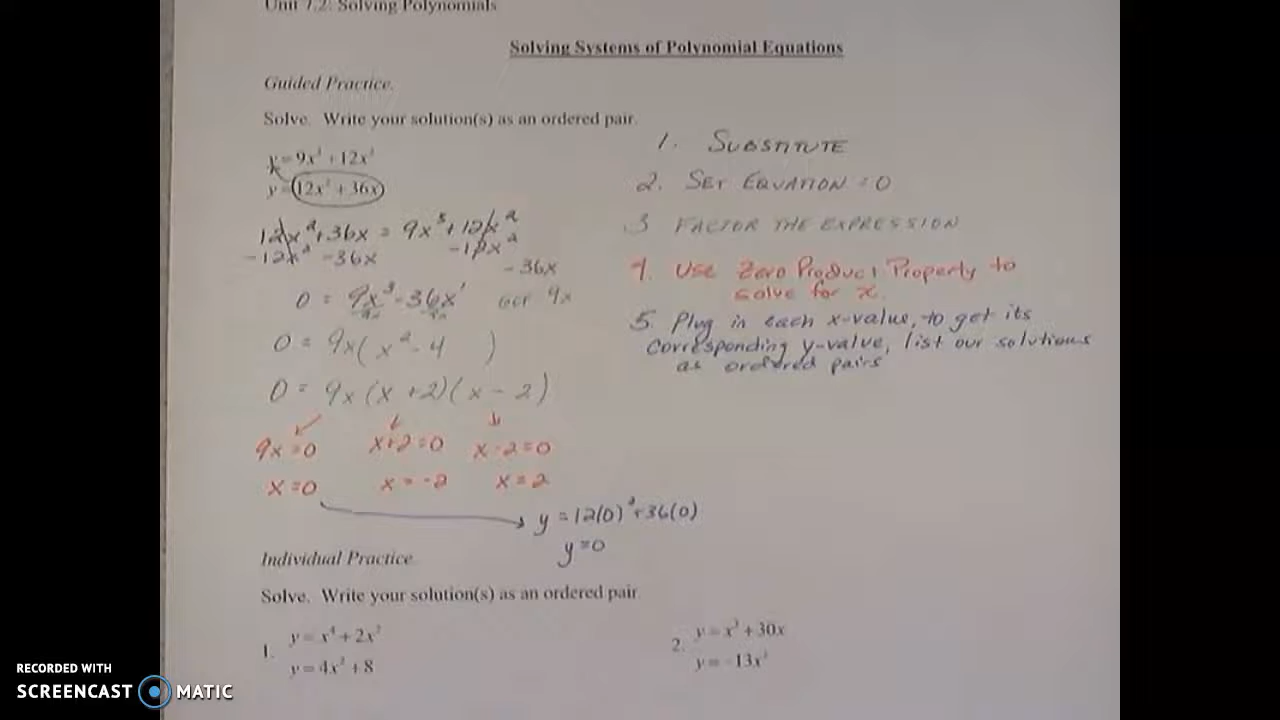 Unit 7.2: Solving Polynomials
Solving Systems of Polynomial Equations
Guided Practice.
Solve. Write your solution(s) as an ordered pair.
y = 9x³ + 12x²
y = 12x² + 36x
12x² + 36x = 9x³ + 12x²
-12x² - 36x -12x²
- 36x
0 = 9x³ - 36x' GCF 9x
9x 9x
0 = 9x(x² - 4 )
0 = 9x(x + 2)(x - 2)
9x = 0 x+2 = 0 x - 2 = 0
x = 0 x = -2 x = 2
y = 12(0)² + 36(0)
y = 0
1. SUBSTITUTE
2. SET EQUATION = 0
3 FACTOR THE EXPRESSION
4. Use Zero Product Property to
solve for x.
5. Plug in each x-value, to get its
corresponding y-value, list our solutions
as ordered pairs
Individual Practice
Solve. Write your solution(s) as an ordered pair.
1. y = x⁴ + 2x²
y = 4x² + 8
2. y = x³ + 30x
y = -13x²
RECORDED WITH
SCREENCAST MATIC